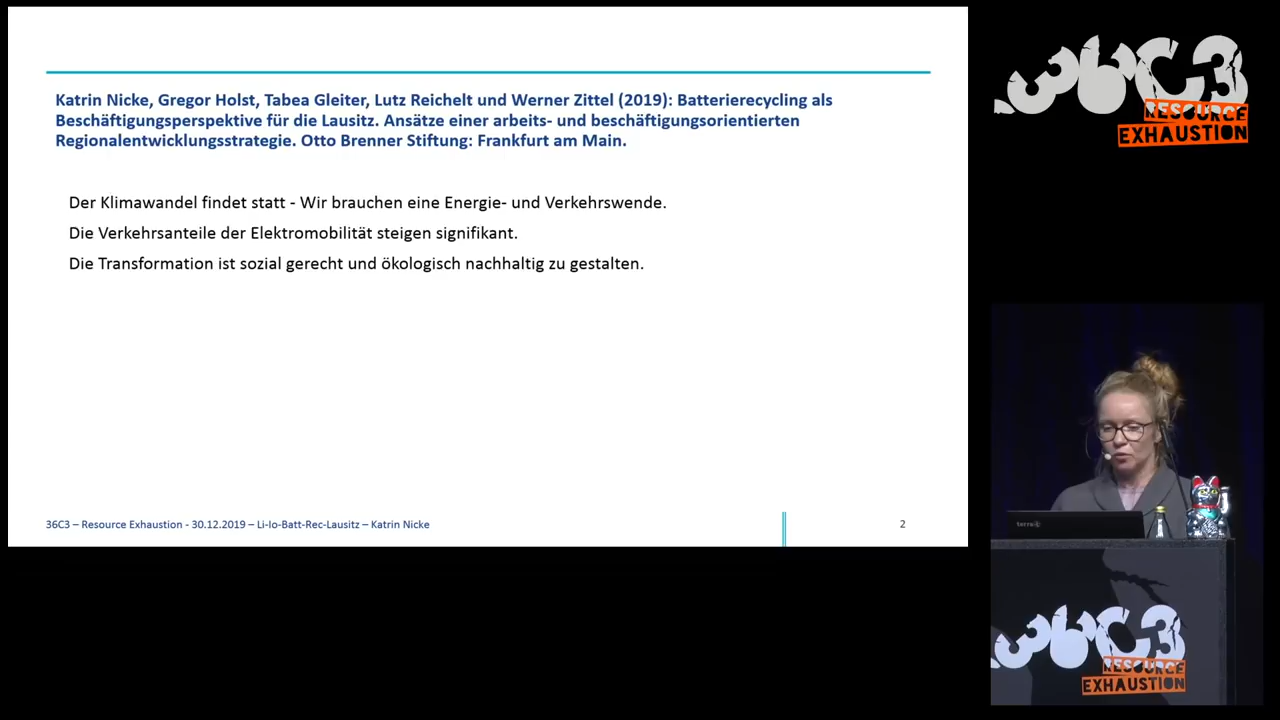 Katrin Nicke, Gregor Holst, Tabea Gleiter, Lutz Reichelt und Werner Zittel (2019): Batterierecycling als
Beschäftigungsperspektive für die Lausitz. Ansätze einer arbeits- und beschäftigungsorientierten
Regionalentwicklungsstrategie. Otto Brenner Stiftung: Frankfurt am Main.
Der Klimawandel findet statt - Wir brauchen eine Energie- und Verkehrswende.
Die Verkehrsanteile der Elektromobilität steigen signifikant.
Die Transformation ist sozial gerecht und ökologisch nachhaltig zu gestalten.
36C3 – Resource Exhaustion - 30.12.2019 – Li-Io-Batt-Rec-Lausitz – Katrin Nicke
2
36C3
RESOURCE
EXHAUSTION
terra
36C3
RESOURCE
EXHAUSTION